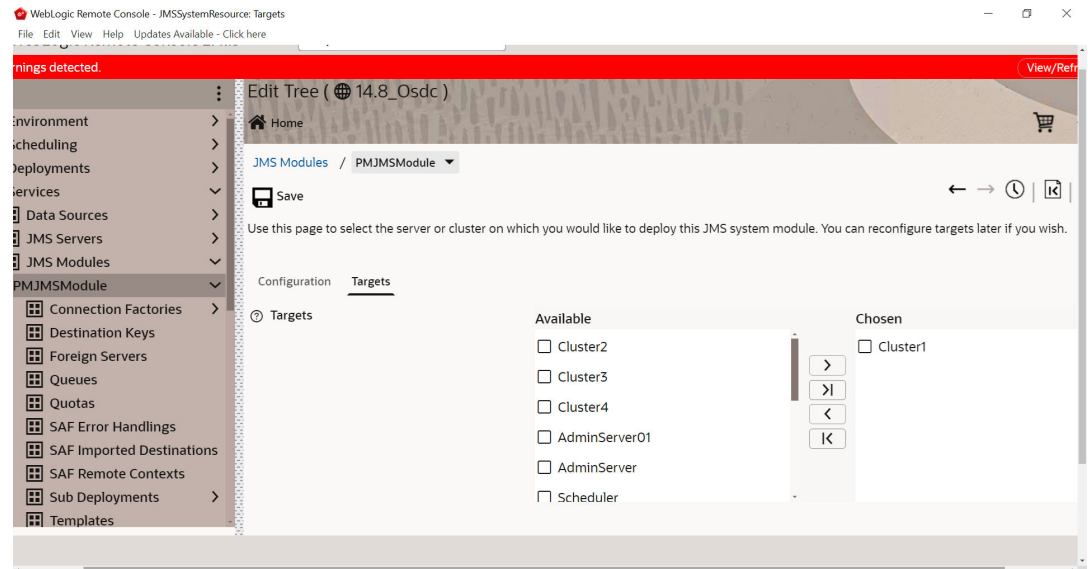 WebLogic Remote Console - JMSSystemResource: Targets
File Edit View Help Updates Available - Click here
nings detected.
View/Refr
Edit Tree ( 14.8_Osdc )
Home
nvironment
cheduling
eployments
ervices
Data Sources
JMS Servers
JMS Modules
PMJMSModule
Connection Factories
Destination Keys
Foreign Servers
Queues
Quotas
SAF Error Handlings
SAF Imported Destinations
SAF Remote Contexts
Sub Deployments
Templates
JMS Modules / PMJMSModule
Save
Use this page to select the server or cluster on which you would like to deploy this JMS system module. You can reconfigure targets later if you wish.
Configuration Targets
Targets
Available
Cluster2
Cluster3
Cluster4
AdminServer01
AdminServer
Scheduler
Chosen
Cluster1